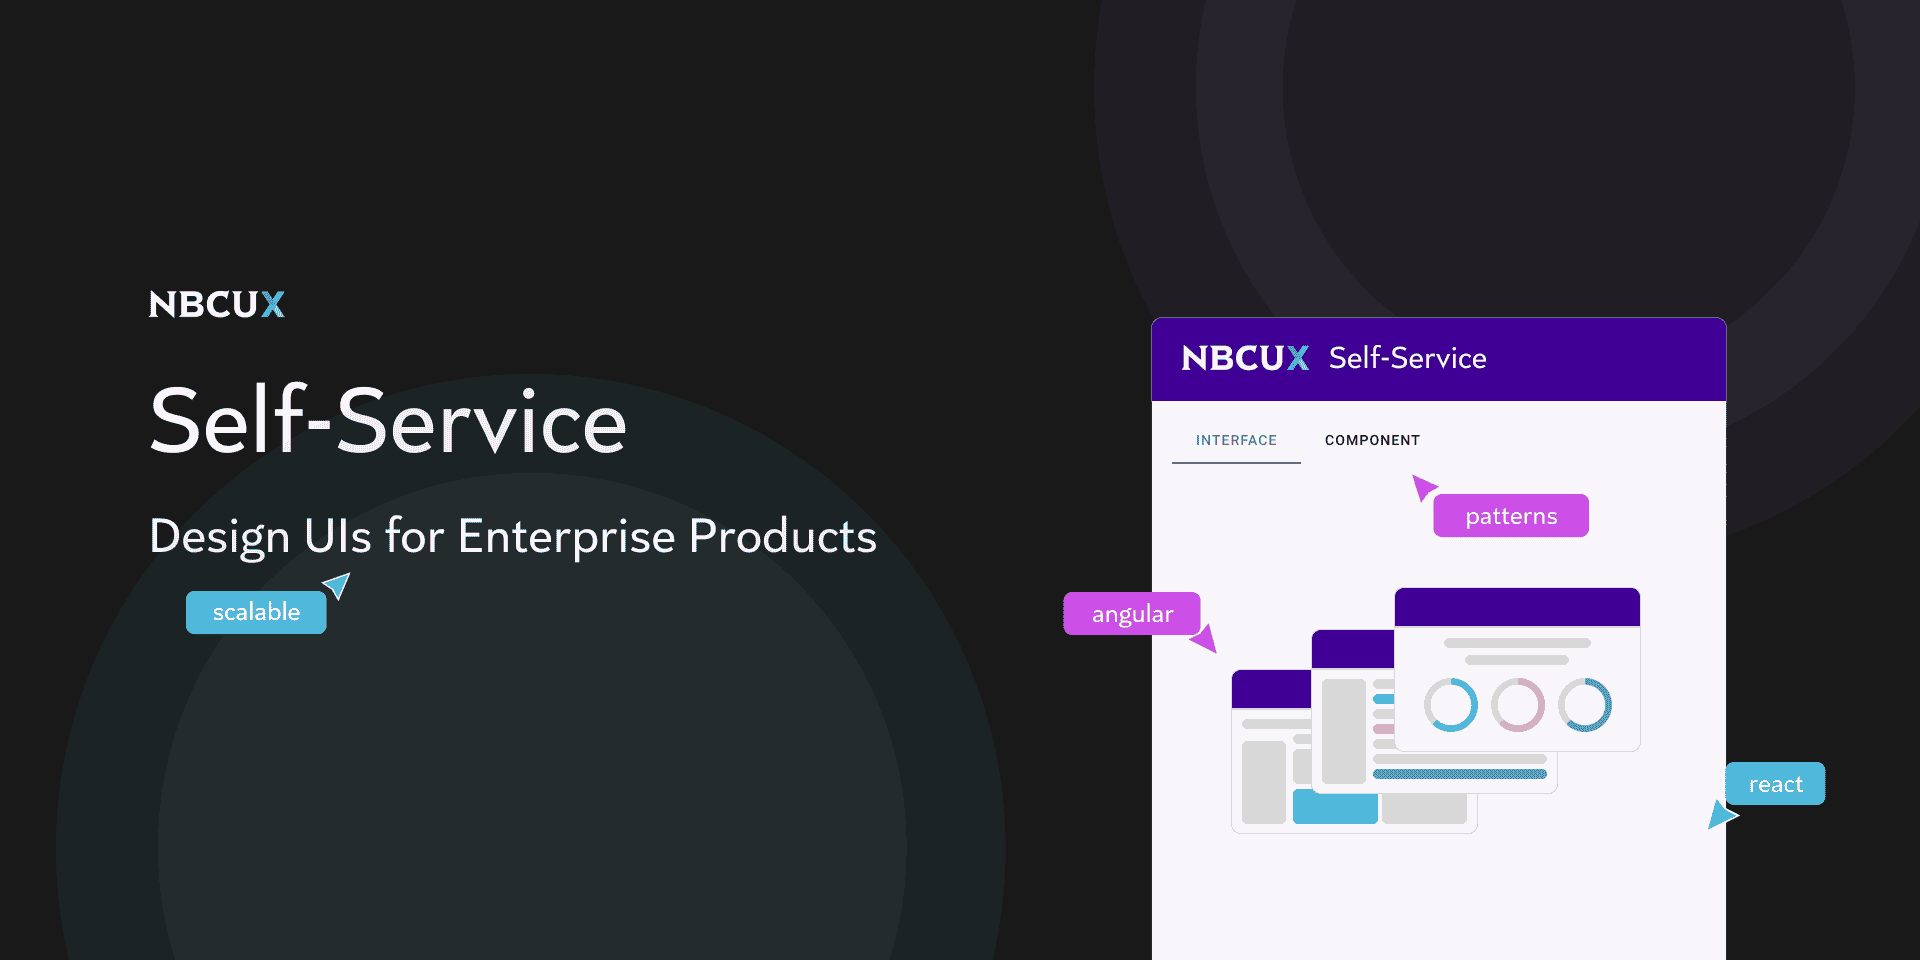 NBCUX
Self-Service
Design UIs for Enterprise Products
scalable
NBCUX Self-Service
INTERFACE COMPONENT
patterns
angular
react